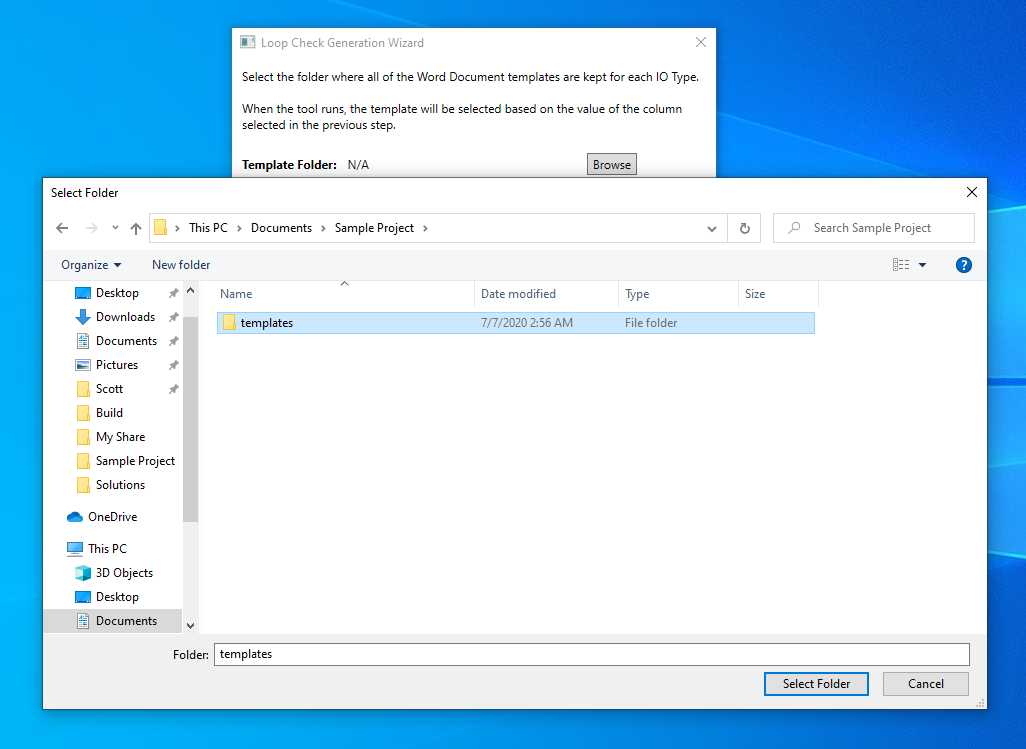 Loop Check Generation Wizard
Select the folder where all of the Word Document templates are kept for each IO Type.
When the tool runs, the template will be selected based on the value of the column
selected in the previous step.
Template Folder: N/A
Browse
Select Folder
This PC > Documents > Sample Project >
Search Sample Project
Organize
New folder
?
Desktop
Downloads
Documents
Pictures
Scott
Build
My Share
Sample Project
Solutions
OneDrive
This PC
3D Objects
Desktop
Documents
Name Date modified Type Size
templates 7/7/2020 2:56 AM File folder
Folder: templates
Select Folder
Cancel